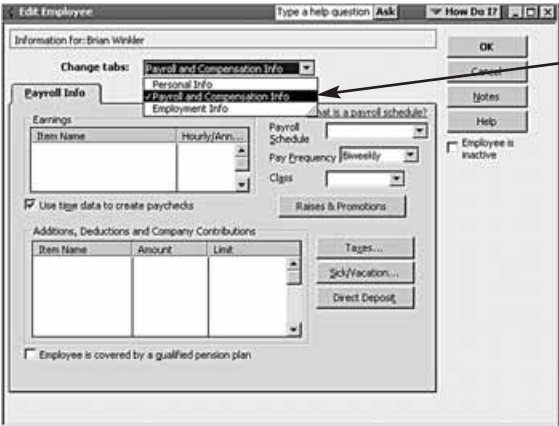 Edit Employee
Type a help question Ask
How Do I?
Information for: Brian Winkler
OK
Change tabs: Payroll and Compensation Info
Cancel
Personal Info
✓Payroll and Compensation Info
Employment Info
Payroll Info
Notes
Help
Employee is inactive
What is a payroll schedule?
Earnings
Item Name Hourly/Ann...
Payroll Schedule
Pay Frequency Biweekly
Class
Use time data to create paychecks
Raises & Promotions
Additions, Deductions and Company Contributions
Item Name Amount Limit
Taxes...
Sick/Vacation...
Direct Deposit
Employee is covered by a qualified pension plan